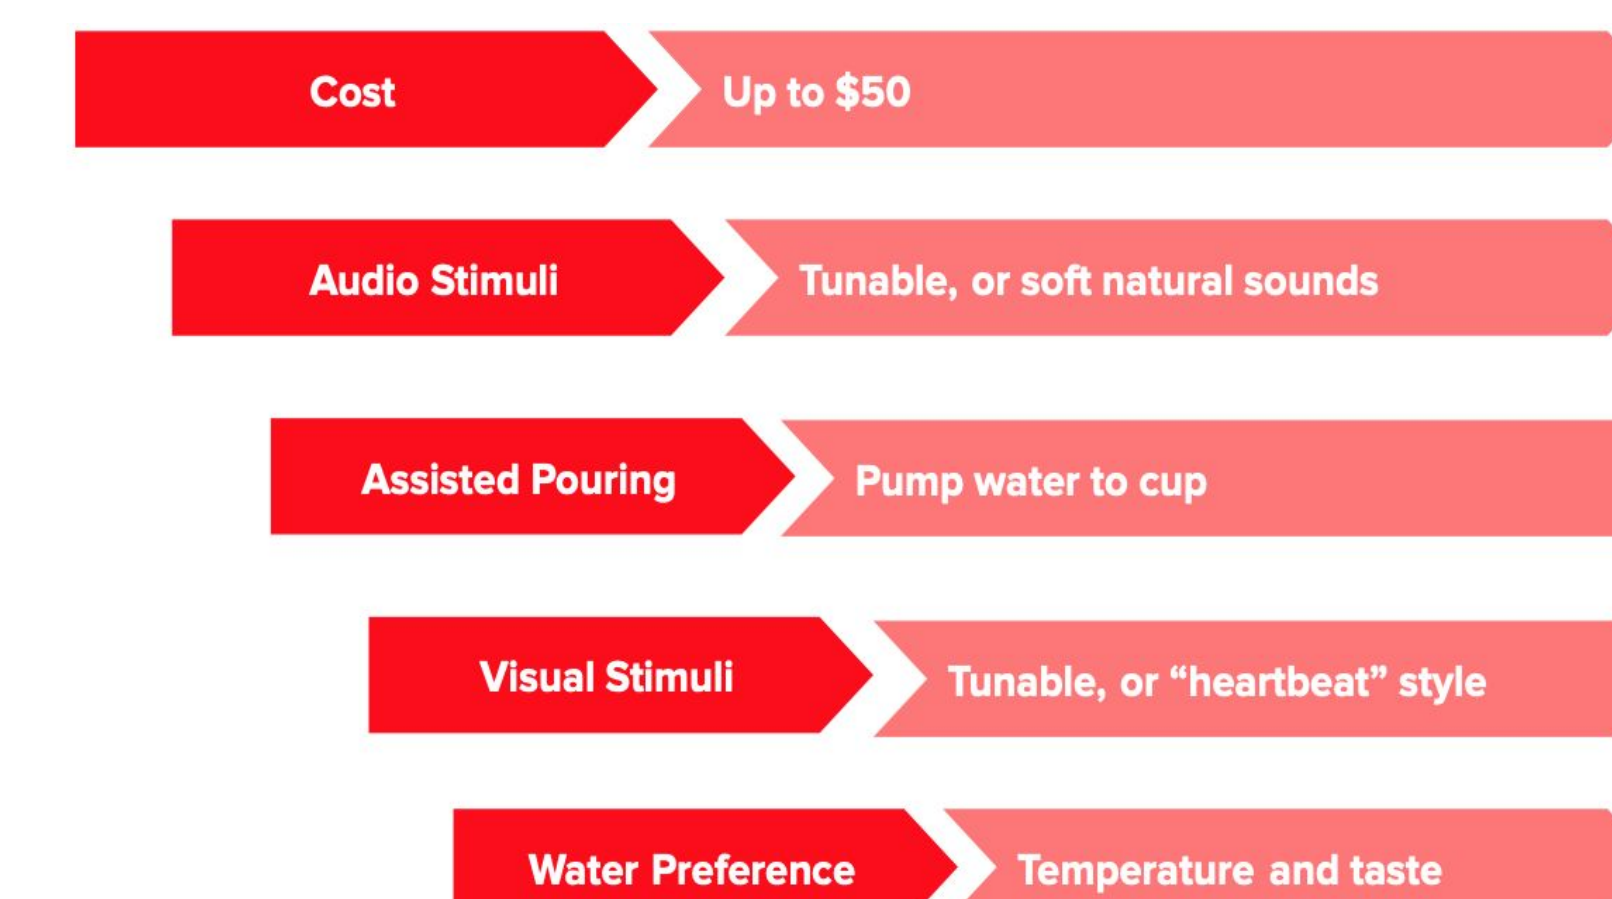 Cost
Up to $50
Audio Stimuli
Tunable, or soft natural sounds
Assisted Pouring
Pump water to cup
Visual Stimuli
Tunable, or “heartbeat” style
Water Preference
Temperature and taste